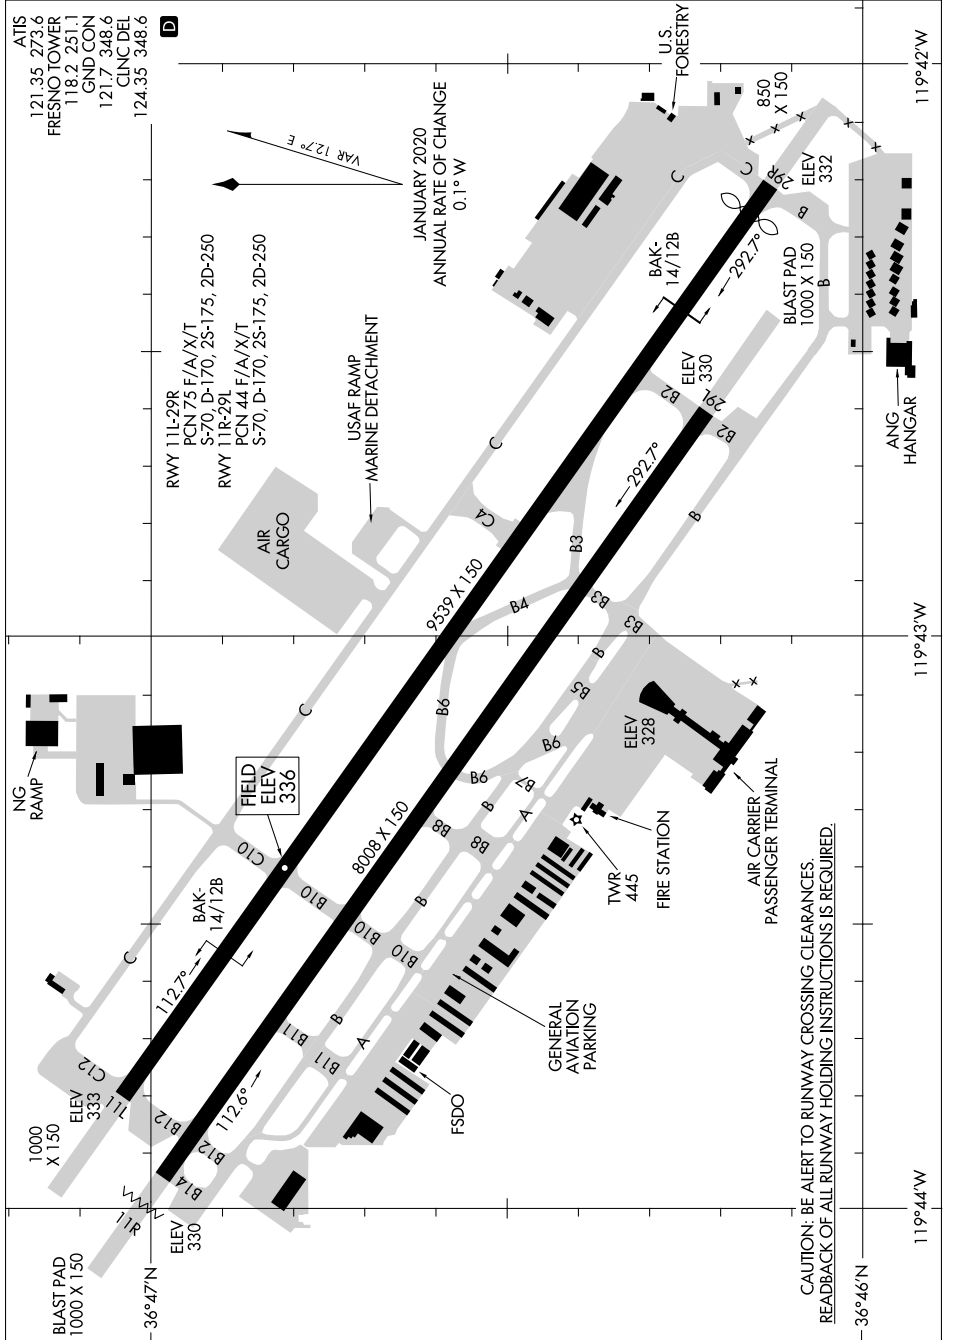 ATIS
121.35 273.6
FRESNO TOWER
118.2 251.1
GND CON
121.7 348.6
CLNC DEL
124.35 348.6
D
VAR 12.7° E
JANUARY 2020
ANNUAL RATE OF CHANGE
0.1° W
RWY 11L-29R
PCN 75 F/A/X/T
S-70, D-170, 2S-175, 2D-250
RWY 11R-29L
PCN 44 F/A/X/T
S-70, D-170, 2S-175, 2D-250
U.S.
FORESTRY
850
X 150
119°42'W
C
C
29R
ELEV
332
B
BAK-
14/12B
292.7°
BLAST PAD
1000 X 150
B
USAF RAMP
MARINE DETACHMENT
C
ELEV
330
B2
29L
B2
292.7°
ANG
HANGAR
AIR
CARGO
C4
B3
B
9539 X 150
B4
B3
B3
119°43'W
NG
RAMP
C
B6
B
B5
ELEV
328
FIELD
ELEV
336
B6
B6
B7
B
A
8008 X 150
B8
B8
C10
B10
B10
B10
B
TWR
445
FIRE STATION
AIR CARRIER
PASSENGER TERMINAL
BAK-
14/12B
C
112.7°
B11
B11
B
A
GENERAL
AVIATION
PARKING
FSDO
C12
11L
ELEV
333
1000
X 150
B12
B12
112.6°
B14
11R
ELEV
330
BLAST PAD
1000 X 150
119°44'W
36°47'N
36°46'N
CAUTION: BE ALERT TO RUNWAY CROSSING CLEARANCES.
READBACK OF ALL RUNWAY HOLDING INSTRUCTIONS IS REQUIRED.